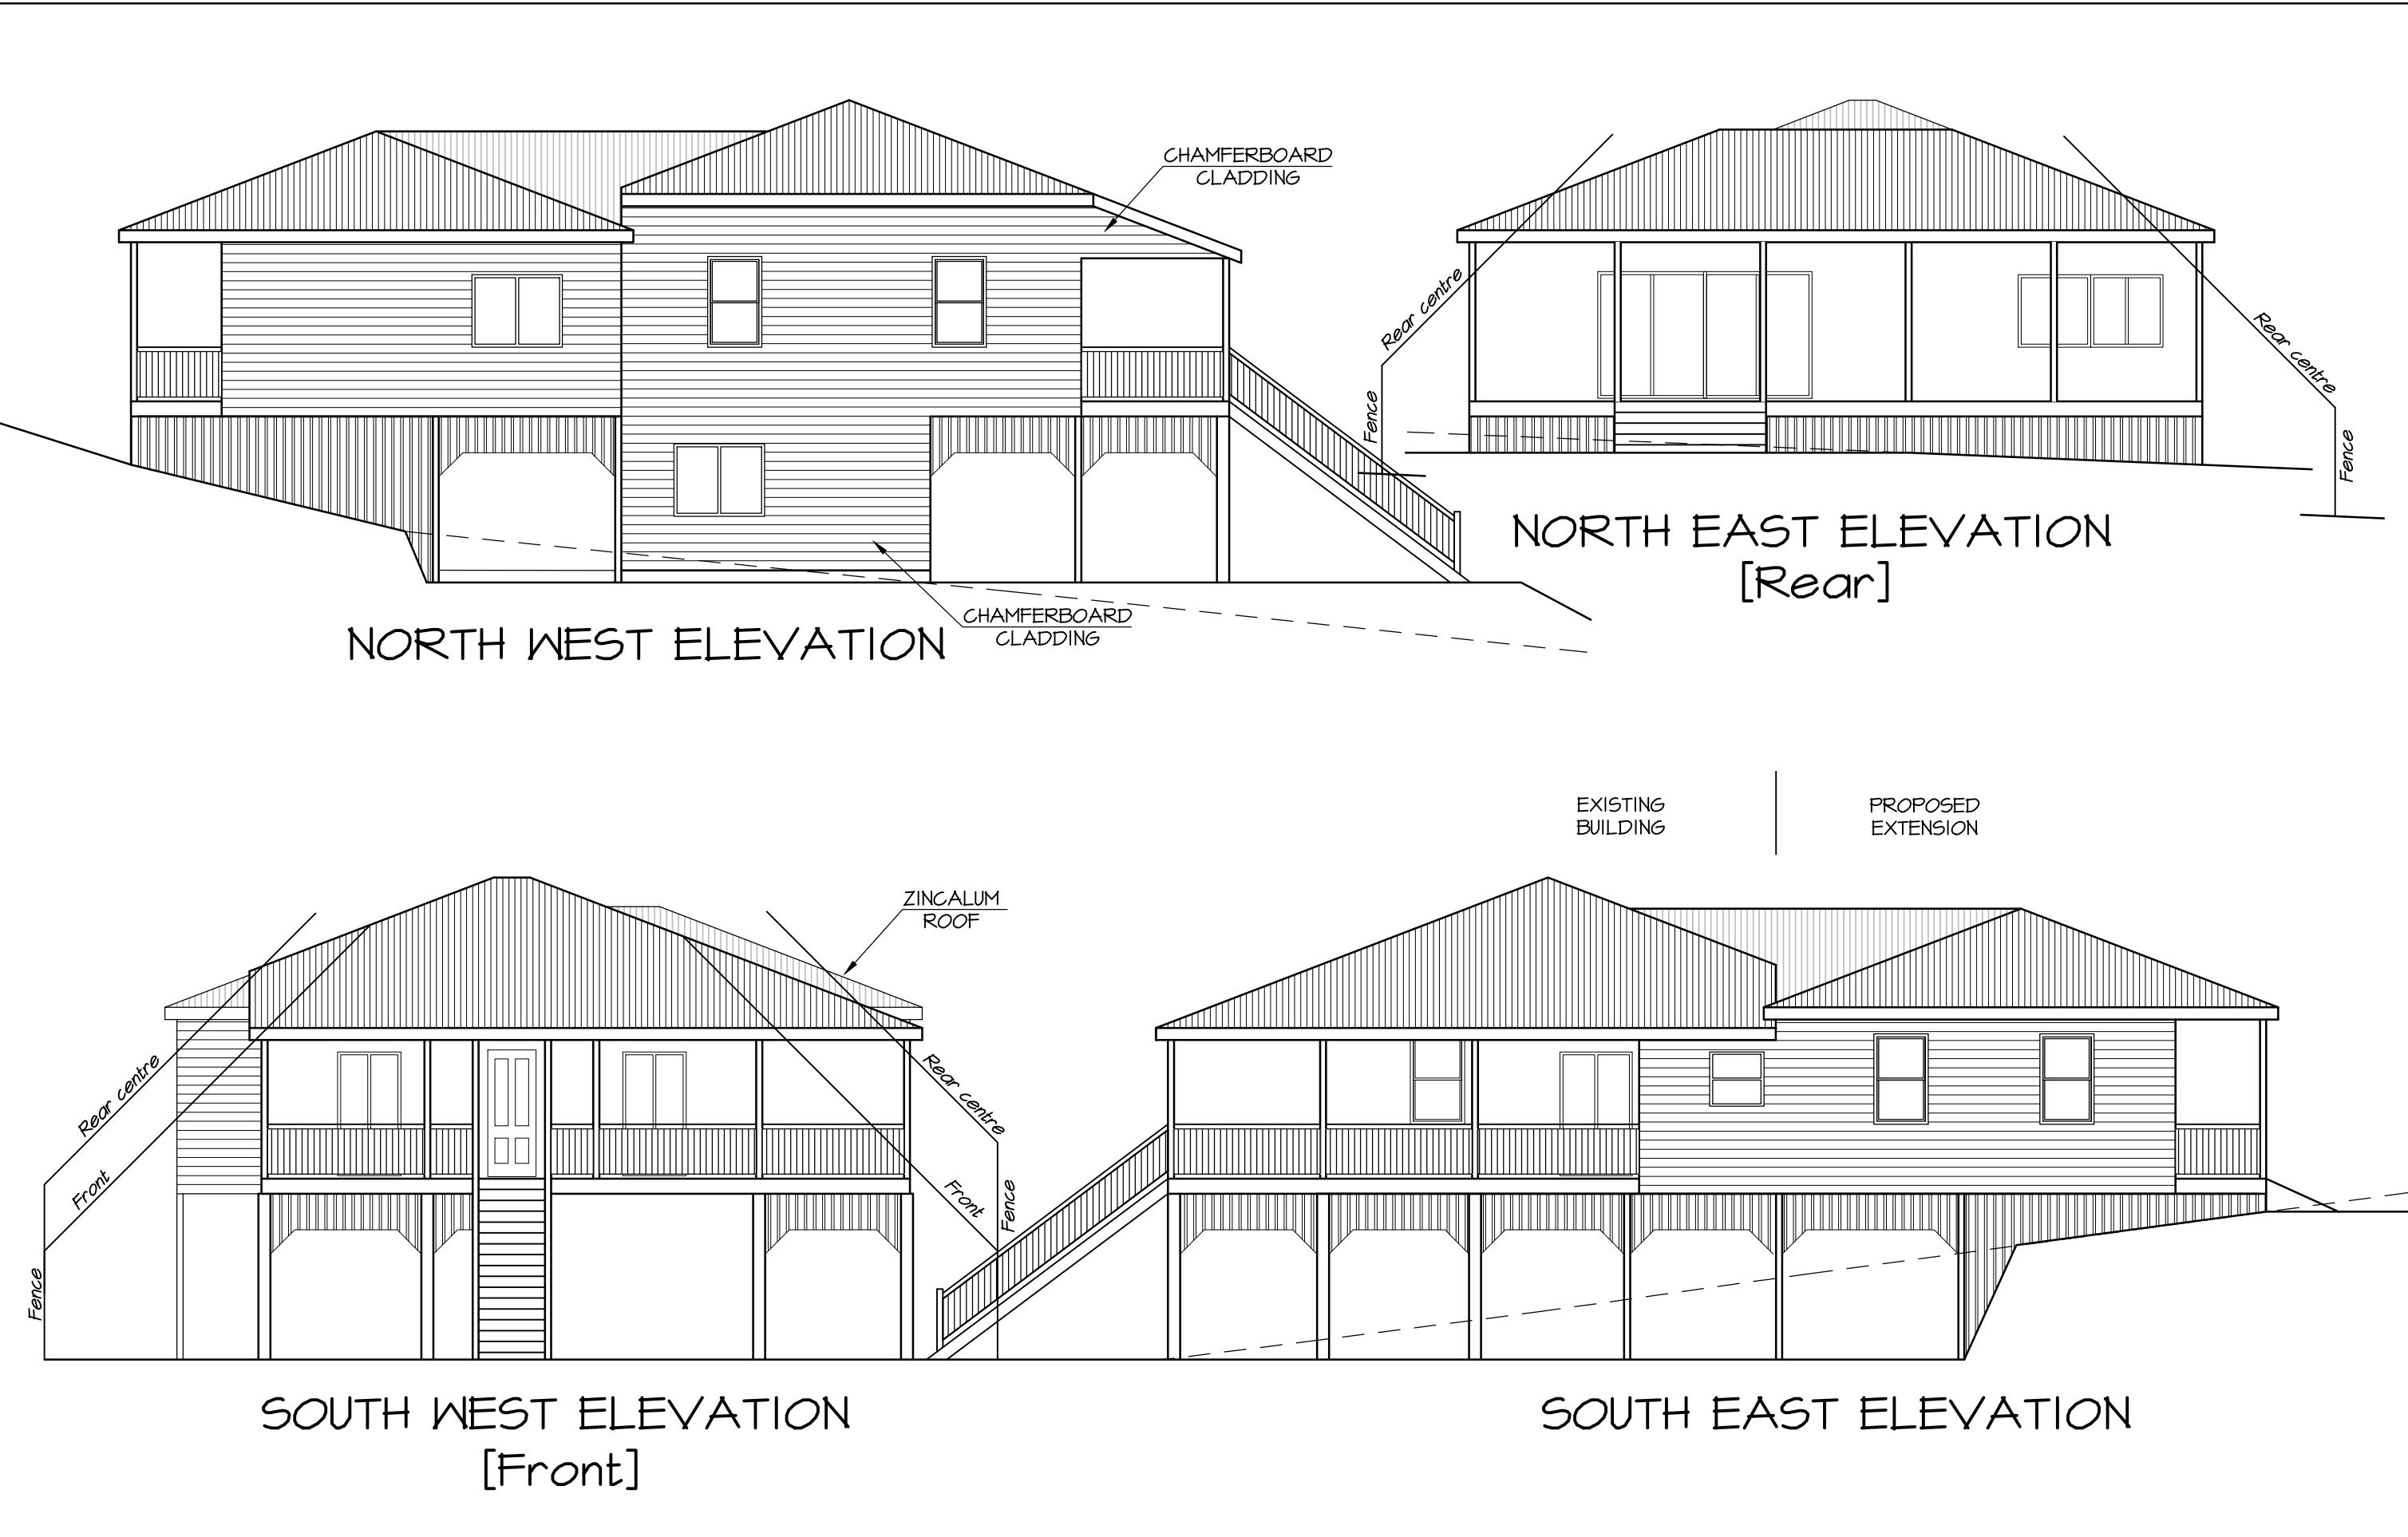 CHAMFERBOARD
CLADDING
Rear centre
Fence
Rear centre
Fence
NORTH EAST ELEVATION
[Rear]
CHAMFERBOARD
CLADDING
NORTH WEST ELEVATION
EXISTING
BUILDING
PROPOSED
EXTENSION
ZINCALUM
ROOF
Rear centre
Front
Fence
Rear centre
Front
Fence
SOUTH WEST ELEVATION
[Front]
SOUTH EAST ELEVATION